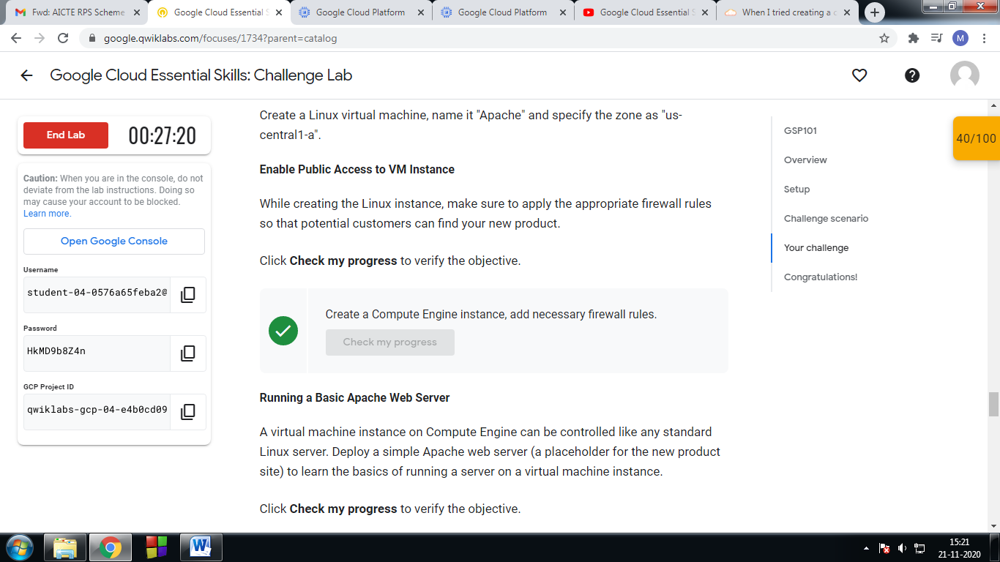 Fwd: AICTE RPS Scheme
Google Cloud Essential S
Google Cloud Platform
Google Cloud Platform
Google Cloud Essential S
When I tried creating a c
google.qwiklabs.com/focuses/1734?parent=catalog
M
Google Cloud Essential Skills: Challenge Lab
End Lab
00:27:20
Caution: When you are in the console, do not
deviate from the lab instructions. Doing so
may cause your account to be blocked.
Learn more.
Open Google Console
Username
student-04-0576a65feba2@
Password
HkMD9b8Z4n
GCP Project ID
qwiklabs-gcp-04-e4b0cd09
Create a Linux virtual machine, name it "Apache" and specify the zone as "us-
central1-a".
Enable Public Access to VM Instance
While creating the Linux instance, make sure to apply the appropriate firewall rules
so that potential customers can find your new product.
Click Check my progress to verify the objective.
Create a Compute Engine instance, add necessary firewall rules.
Check my progress
Running a Basic Apache Web Server
A virtual machine instance on Compute Engine can be controlled like any standard
Linux server. Deploy a simple Apache web server (a placeholder for the new product
site) to learn the basics of running a server on a virtual machine instance.
Click Check my progress to verify the objective.
GSP101
Overview
Setup
Challenge scenario
Your challenge
Congratulations!
40/100
15:21
21-11-2020